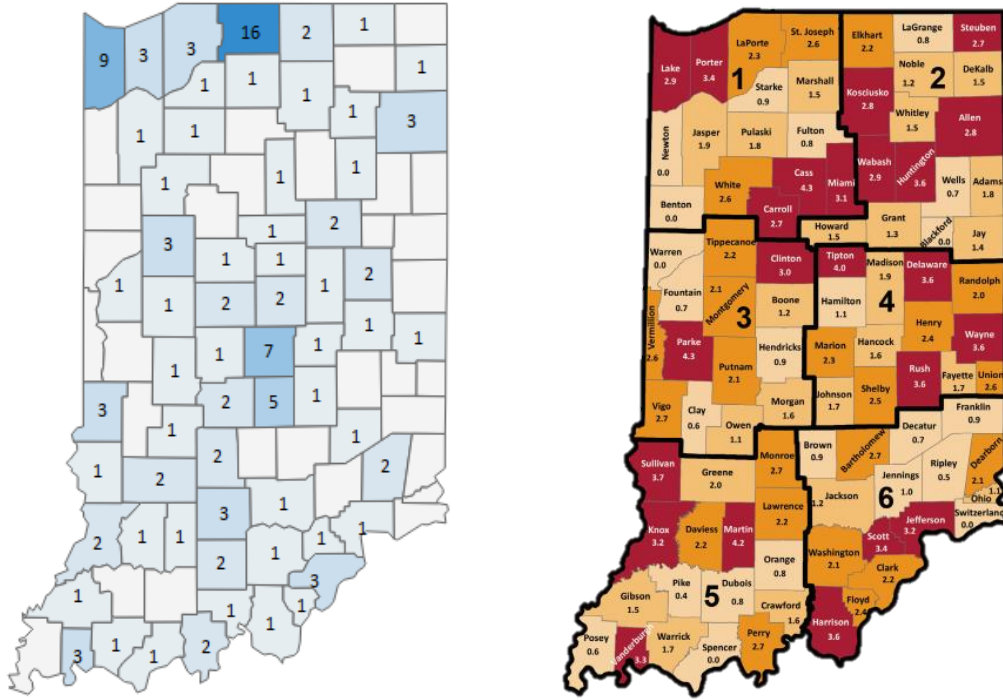 9 3 3 16 2 1
1
1 1 1 1
3
1 1
1
1 1
2
1
3
1 1 2
1 1
2 2
1
1 1
1 7 1
1
1
3 2 5
1 1
2
1 2 2
1
3
2 1 1 1 1 1
2
3
1 1
1
3 1 1 2 1
Lake
2.9
Porter
3.4
LaPorte
2.3
St. Joseph
2.6
Elkhart
2.2
LaGrange
0.8
Steuben
2.7
1
Starke
0.9
Marshall
1.5
Kosciusko
2.8
Noble
1.2
2
DeKalb
1.5
Whitley
1.5
Allen
2.8
Newton
0.0
Jasper
1.9
Pulaski
1.8
Fulton
0.8
Wabash
2.9
Huntington
3.6
Wells
0.7
Adams
1.8
Benton
0.0
White
2.6
Cass
4.3
Miami
3.1
Carroll
2.7
Howard
1.5
Grant
1.3
Blackford
0.0
Jay
1.4
Warren
0.0
Tippecanoe
2.2
Clinton
3.0
Tipton
4.0
Madison
1.9
Delaware
3.6
Randolph
2.0
Fountain
0.7
2.1
Montgomery
3
Boone
1.2
Hamilton
1.1
4
Henry
2.4
Wayne
3.6
Vermillion
2.6
Parke
4.3
Putnam
2.1
Hendricks
0.9
Marion
2.3
Hancock
1.6
Rush
3.6
Fayette
1.7
Union
2.6
Vigo
2.7
Clay
0.6
Owen
1.1
Morgan
1.6
Johnson
1.7
Shelby
2.5
Franklin
0.9
Decatur
0.7
Sullivan
3.7
Greene
2.0
Monroe
2.7
Brown
0.9
Bartholomew
2.7
Jennings
1.0
Ripley
0.5
Dearborn
2.1
1.1
Ohio
Switzerland
0.0
1.2
Jackson
6
Knox
3.2
Daviess
2.2
Martin
4.2
Lawrence
2.2
Washington
2.1
Scott
3.4
Jefferson
3.2
Gibson
1.5
Pike
0.4
5
Dubois
0.8
Orange
0.8
Clark
2.2
Floyd
2.4
Crawford
1.6
Harrison
3.6
Posey
0.6
Vanderburgh
3.3
Warrick
1.7
Spencer
0.0
Perry
2.7